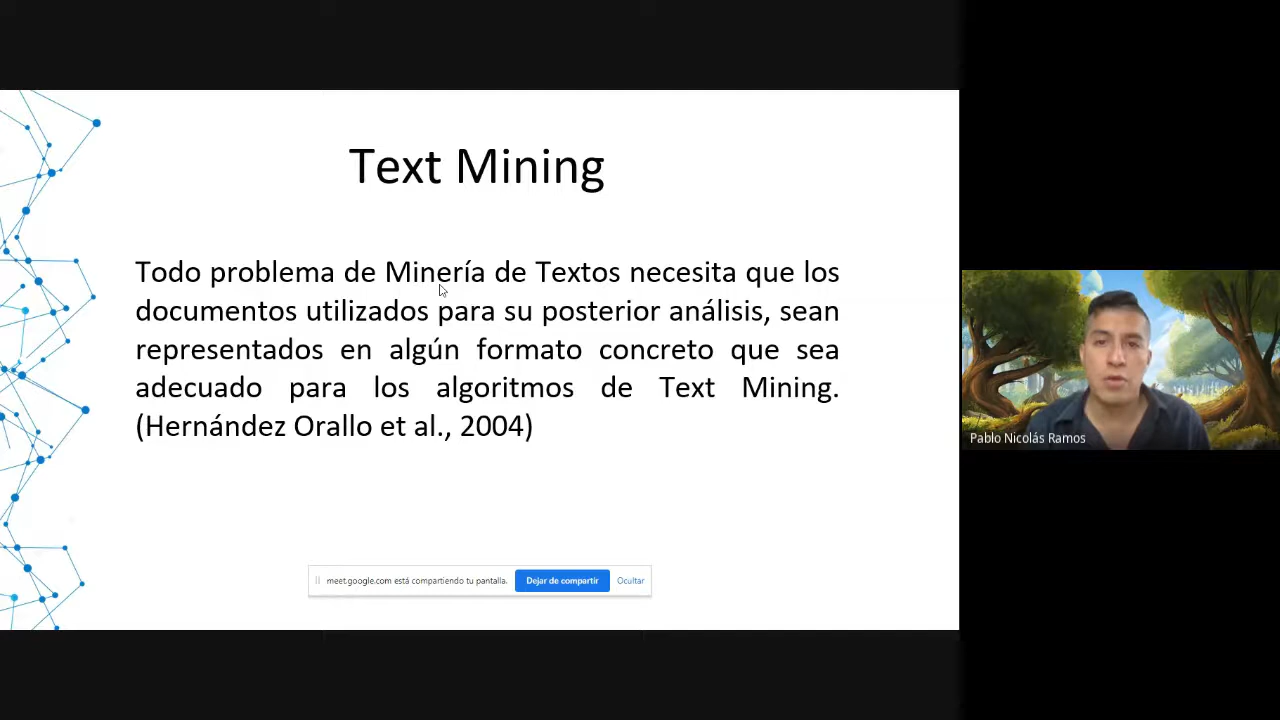 Text Mining
Todo problema de Minería de Textos necesita que los
documentos utilizados para su posterior análisis, sean
representados en algún formato concreto que sea
adecuado para los algoritmos de Text Mining.
(Hernández Orallo et al., 2004)
meet.google.com está compartiendo tu pantalla. Dejar de compartir Ocultar
Pablo Nicolás Ramos